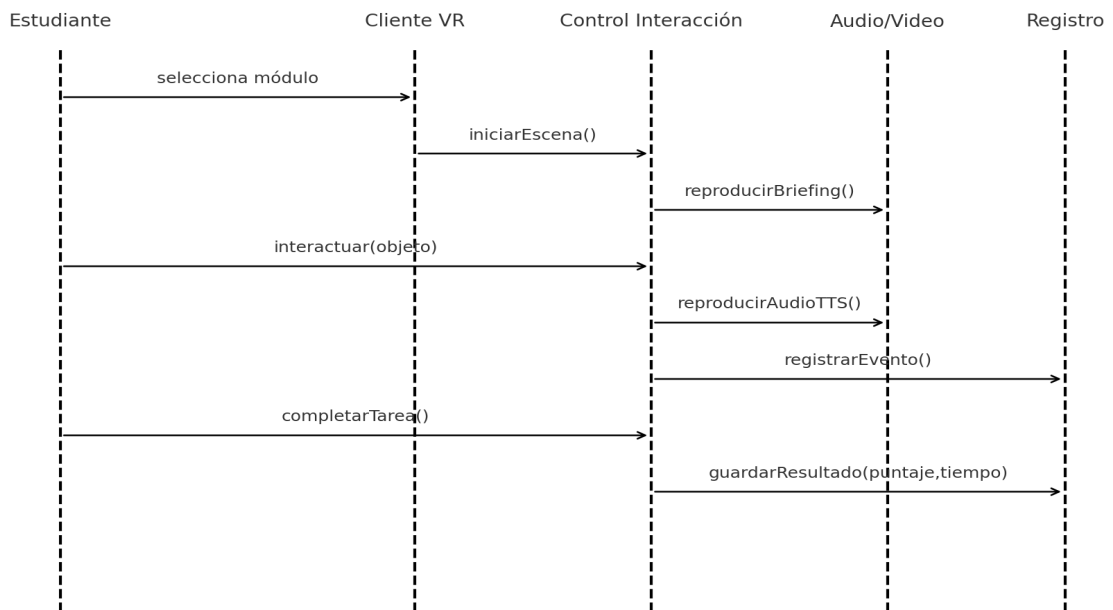 Estudiante
Cliente VR
Control Interacción
Audio/Video
Registro
selecciona módulo
iniciarEscena()
reproducirBriefing()
interactuar(objeto)
reproducirAudioTTS()
registrarEvento()
completarTarea()
guardarResultado(puntaje,tiempo)